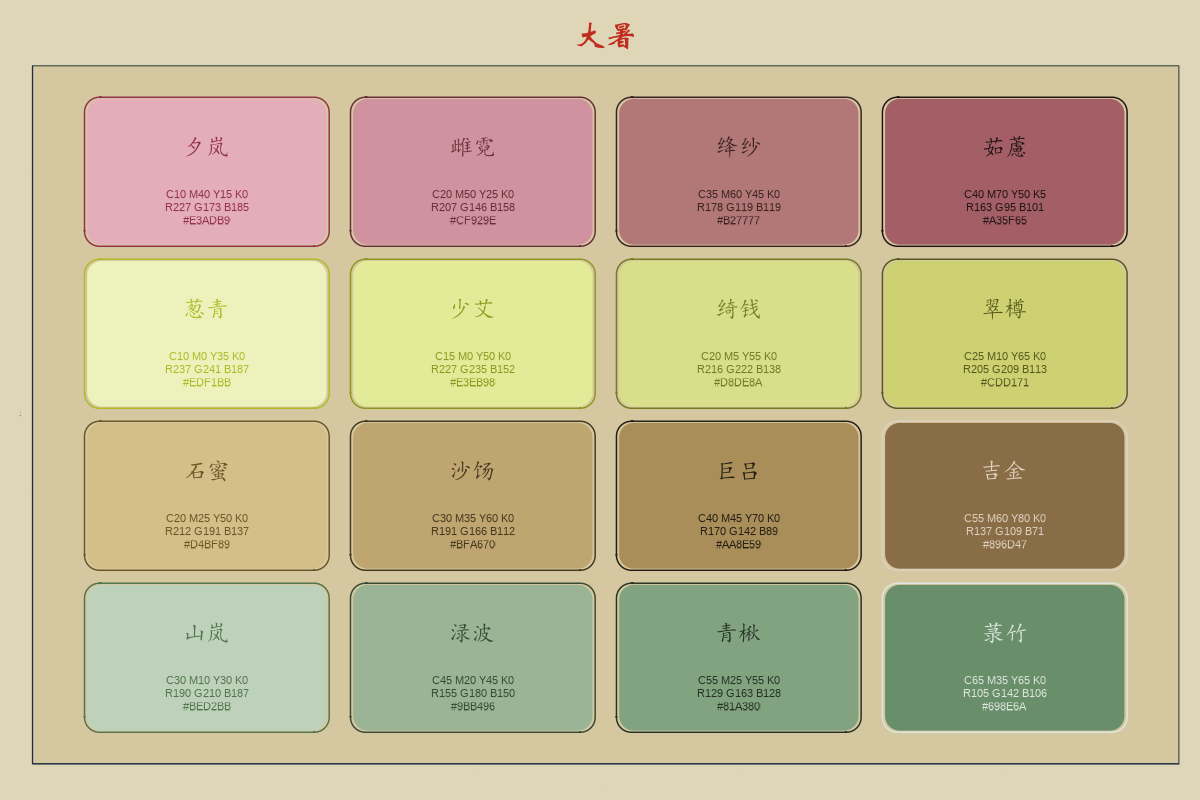 大暑
夕岚
C10 M40 Y15 K0
R227 G173 B185
#E3ADB9
雌霓
C20 M50 Y25 K0
R207 G146 B158
#CF929E
绛纱
C35 M60 Y45 K0
R178 G119 B119
#B27777
茹藘
C40 M70 Y50 K5
R163 G95 B101
#A35F65
葱青
C10 M0 Y35 K0
R237 G241 B187
#EDF1BB
少艾
C15 M0 Y50 K0
R227 G235 B152
#E3EB98
绮钱
C20 M5 Y55 K0
R216 G222 B138
#D8DE8A
翠樽
C25 M10 Y65 K0
R205 G209 B113
#CDD171
石蜜
C20 M25 Y50 K0
R212 G191 B137
#D4BF89
沙饧
C30 M35 Y60 K0
R191 G166 B112
#BFA670
巨吕
C40 M45 Y70 K0
R170 G142 B89
#AA8E59
吉金
C55 M60 Y80 K0
R137 G109 B71
#896D47
山岚
C30 M10 Y30 K0
R190 G210 B187
#BED2BB
渌波
C45 M20 Y45 K0
R155 G180 B150
#9BB496
青楸
C55 M25 Y55 K0
R129 G163 B128
#81A380
菉竹
C65 M35 Y65 K0
R105 G142 B106
#698E6A